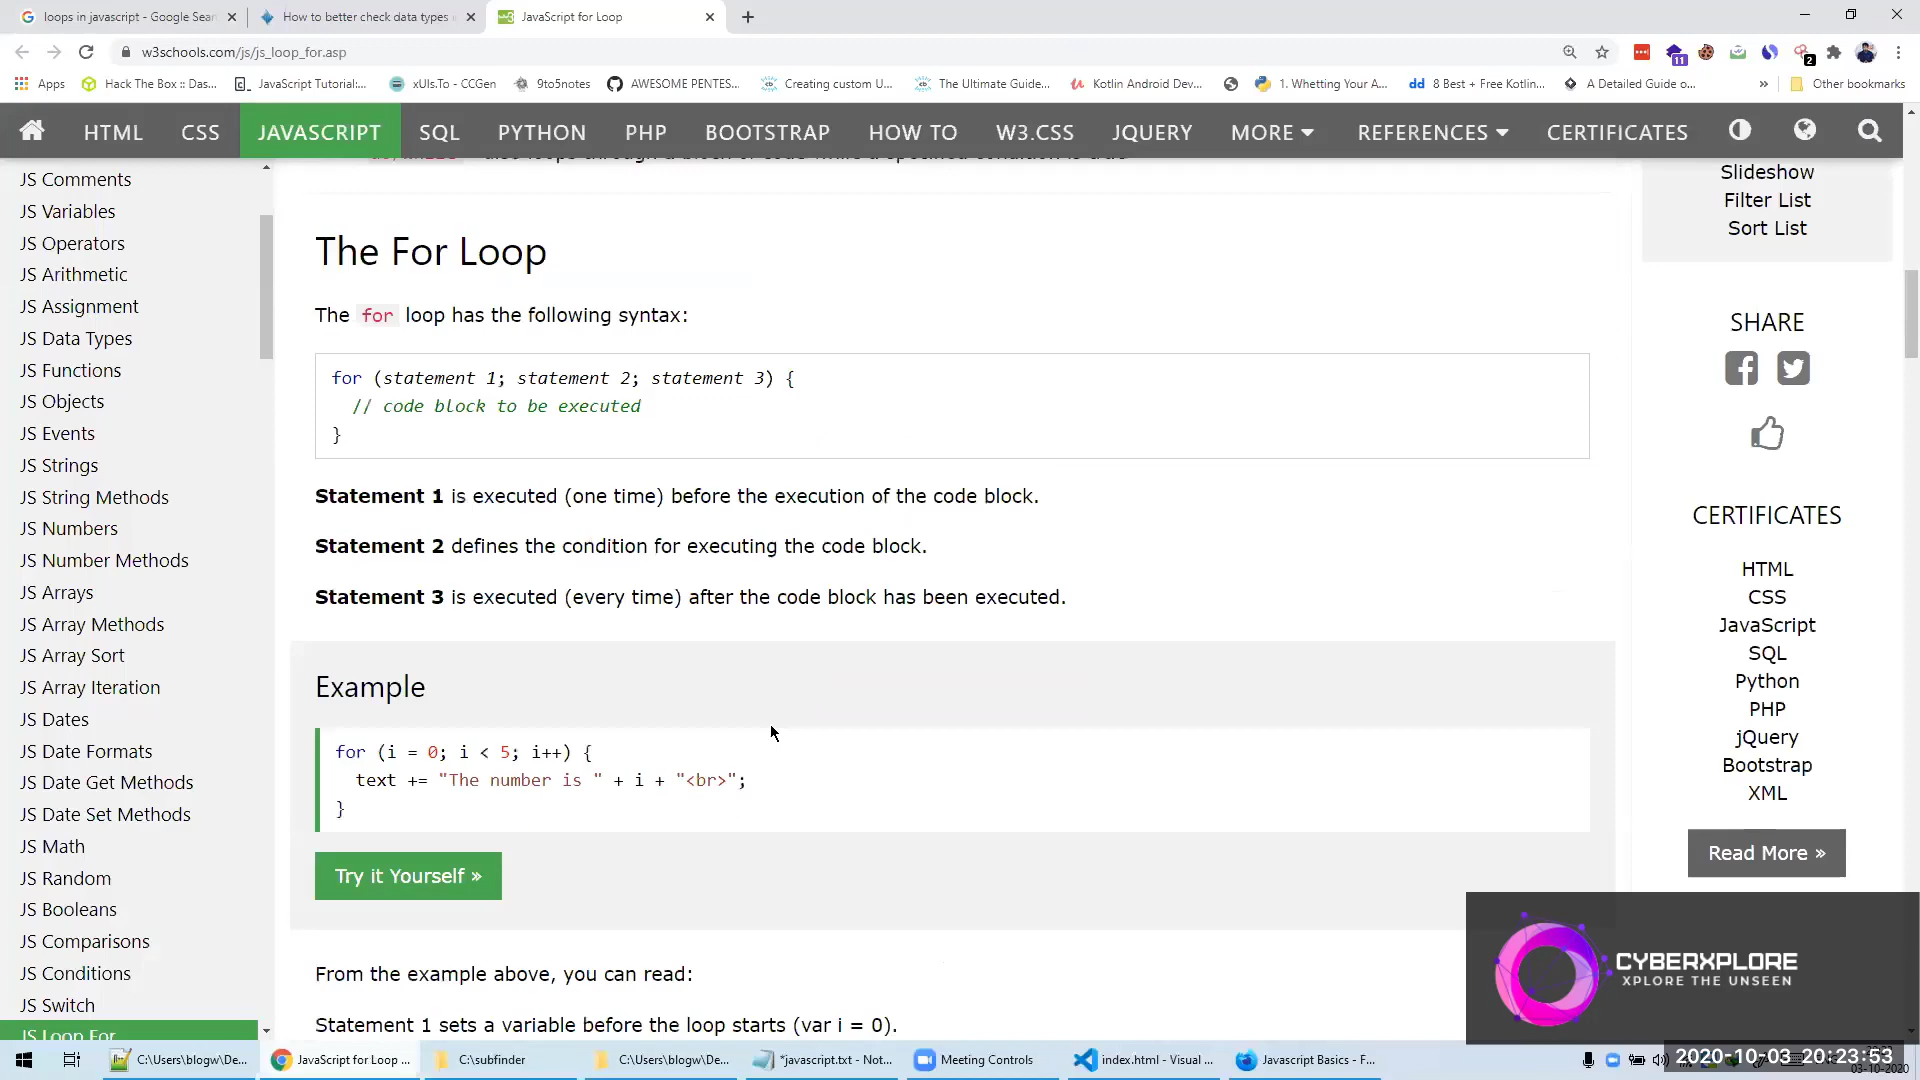 loops in javascript - Google Sear
How to better check data types i
JavaScript for Loop
w3schools.com/js/js_loop_for.asp
11
2
Apps
Hack The Box :: Das...
JavaScript Tutorial:...
xUIs.To - CCGen
9to5notes
AWESOME PENTES...
Creating custom U...
The Ultimate Guide...
Kotlin Android Dev...
1. Whetting Your A...
dd 8 Best + Free Kotlin...
A Detailed Guide o...
»
Other bookmarks
HTML
CSS
JAVASCRIPT
SQL
PYTHON
PHP
BOOTSTRAP
HOW TO
W3.CSS
JQUERY
MORE
REFERENCES
CERTIFICATES
JS Comments
JS Variables
JS Operators
JS Arithmetic
JS Assignment
JS Data Types
JS Functions
JS Objects
JS Events
JS Strings
JS String Methods
JS Numbers
JS Number Methods
JS Arrays
JS Array Methods
JS Array Sort
JS Array Iteration
JS Dates
JS Date Formats
JS Date Get Methods
JS Date Set Methods
JS Math
JS Random
JS Booleans
JS Comparisons
JS Conditions
JS Switch
JS Loop For
The For Loop
The for loop has the following syntax:
for (statement 1; statement 2; statement 3) {
// code block to be executed
}
Statement 1 is executed (one time) before the execution of the code block.
Statement 2 defines the condition for executing the code block.
Statement 3 is executed (every time) after the code block has been executed.
Example
for (i = 0; i < 5; i++) {
text += "The number is " + i + "<br>";
}
Try it Yourself »
From the example above, you can read:
Statement 1 sets a variable before the loop starts (var i = 0).
Slideshow
Filter List
Sort List
SHARE
CERTIFICATES
HTML
CSS
JavaScript
SQL
Python
PHP
jQuery
Bootstrap
XML
Read More »
CYBERXPLORE
XPLORE THE UNSEEN
C:\Users\blogw\De...
JavaScript for Loop ...
C:\subfinder
C:\Users\blogw\De...
*javascript.txt - Not...
Meeting Controls
index.html - Visual ...
Javascript Basics - F...
2020-10-03 20:23:53
03-10-2020